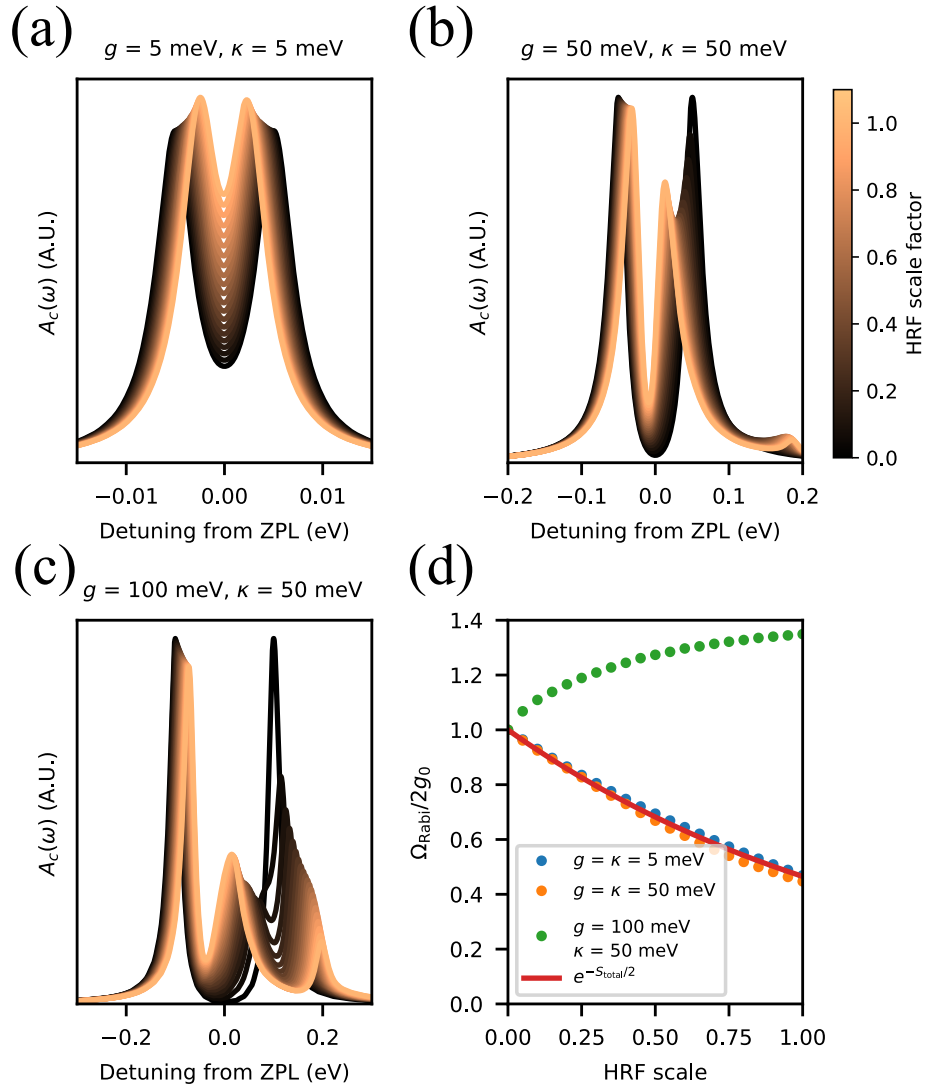 (a)
g = 5 meV, κ = 5 meV
A_c(ω) (A.U.)
−0.01 0.00 0.01
Detuning from ZPL (eV)
(b)
g = 50 meV, κ = 50 meV
A_c(ω) (A.U.)
−0.2 −0.1 0.0 0.1 0.2
Detuning from ZPL (eV)
1.0
0.8
0.6
0.4
0.2
0.0
HRF scale factor
(c)
g = 100 meV, κ = 50 meV
A_c(ω) (A.U.)
−0.2 0.0 0.2
Detuning from ZPL (eV)
(d)
1.4
1.2
1.0
0.8
0.6
0.4
0.2
0.0
Ω_Rabi/2g_0
g = κ = 5 meV
g = κ = 50 meV
g = 100 meV
κ = 50 meV
e^{−S_total/2}
0.00 0.25 0.50 0.75 1.00
HRF scale